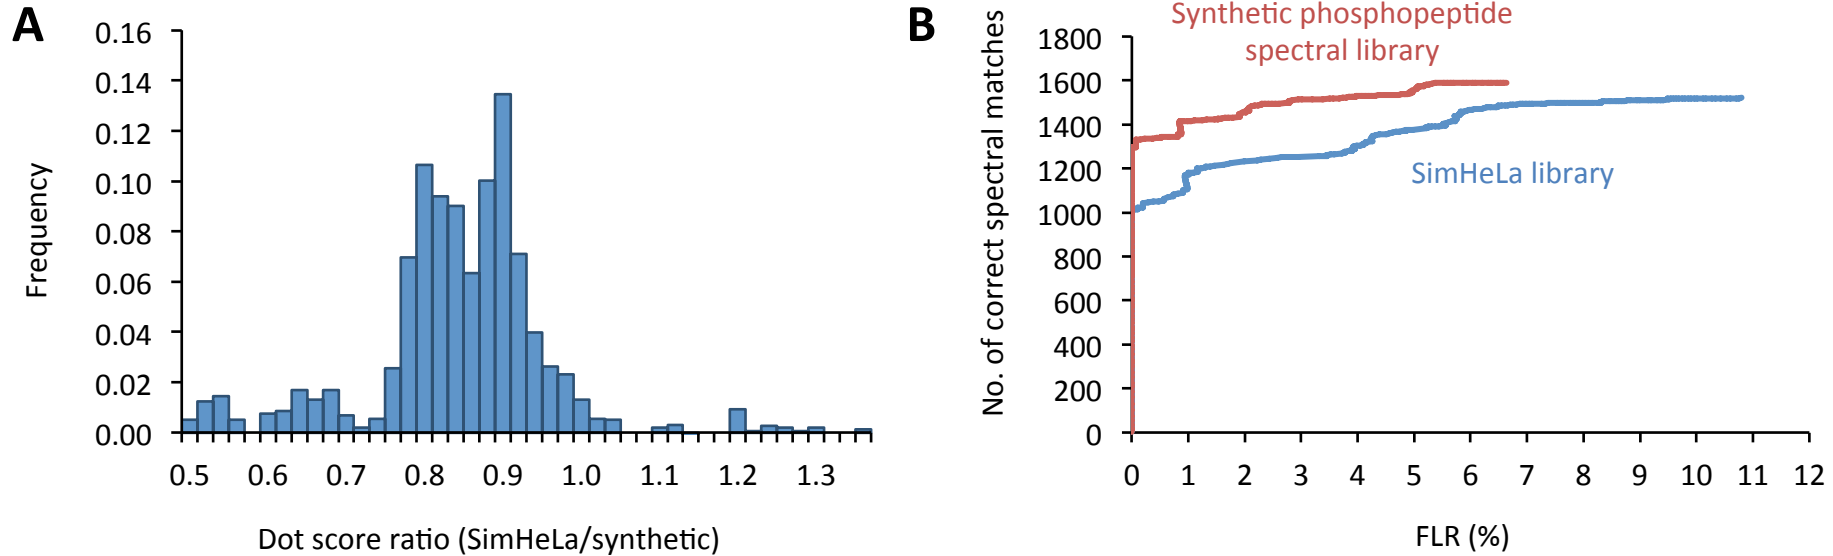 A
0.16
0.14
0.12
0.10
0.08
0.06
0.04
0.02
0.00
Frequency
0.5 0.6 0.7 0.8 0.9 1.0 1.1 1.2 1.3
Dot score ratio (SimHeLa/synthetic)
B
Synthetic phosphopeptide
spectral library
SimHeLa library
1800
1600
1400
1200
1000
800
600
400
200
0
No. of correct spectral matches
0 1 2 3 4 5 6 7 8 9 10 11 12
FLR (%)